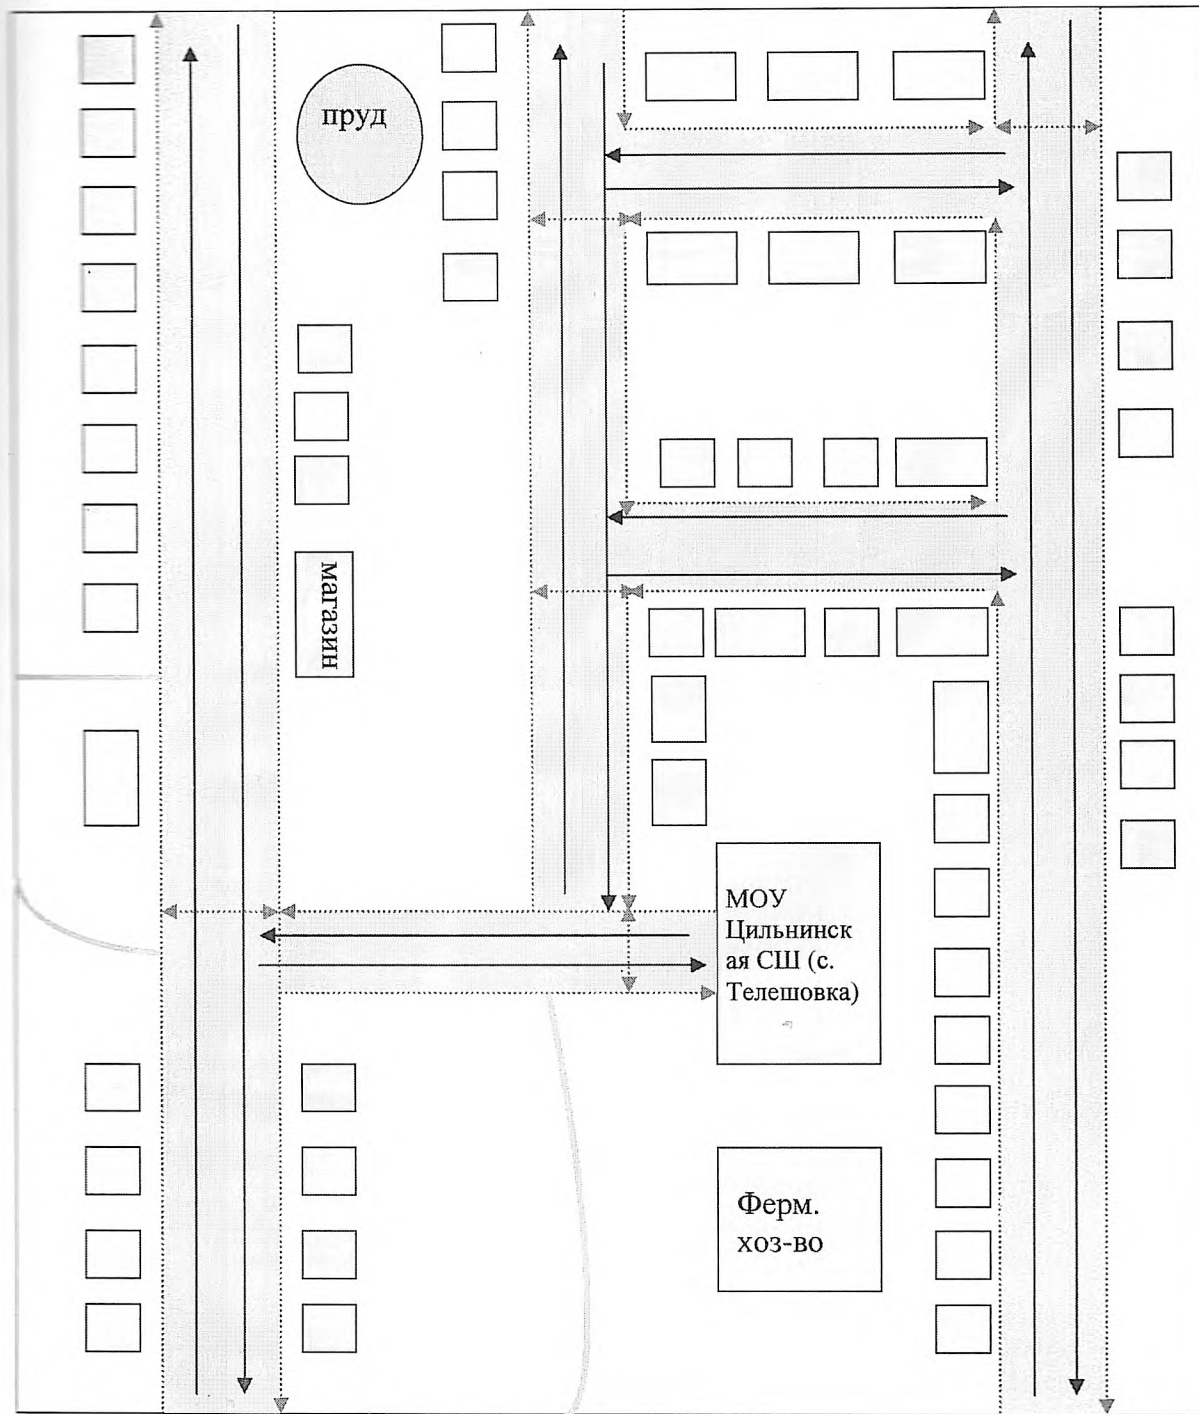 пруд
магазин
МОУ
Цильнинск
ая СШ (с.
Телешовка)
Ферм.
хоз-во